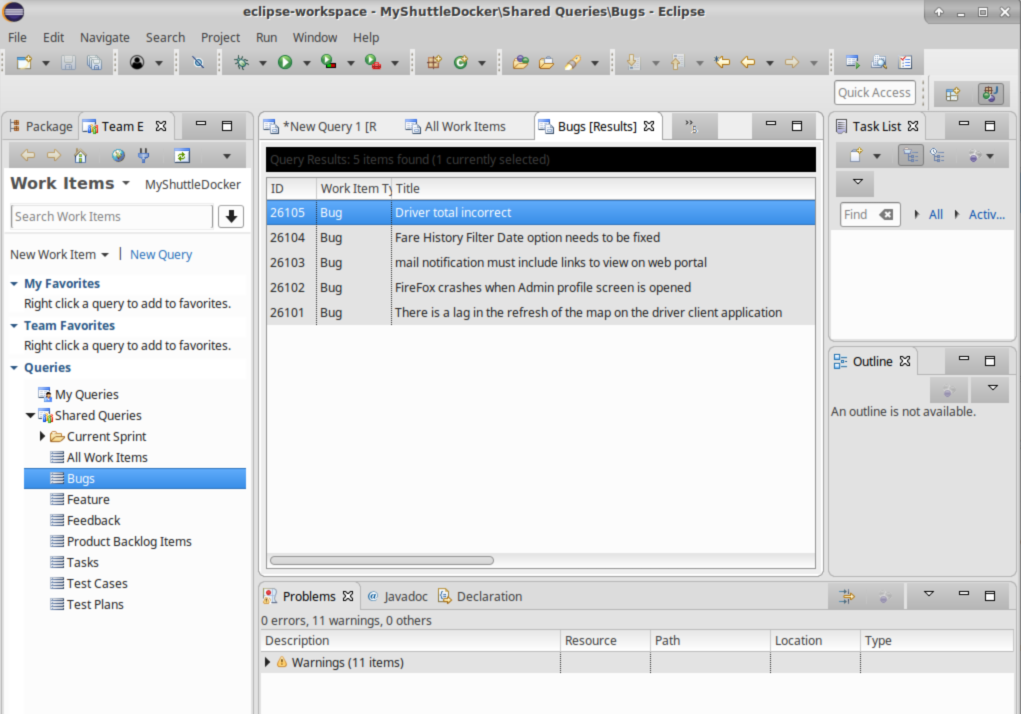 eclipse-workspace - MyShuttleDocker\Shared Queries\Bugs - Eclipse
File Edit Navigate Search Project Run Window Help
Quick Access
Package Team E
*New Query 1 [R All Work Items Bugs [Results] »5
Task List
Work Items MyShuttleDocker
Search Work Items
New Work Item | New Query
My Favorites
Right click a query to add to favorites.
Team Favorites
Right click a query to add to favorites.
Queries
My Queries
Shared Queries
Current Sprint
All Work Items
Bugs
Feature
Feedback
Product Backlog Items
Tasks
Test Cases
Test Plans
Query Results: 5 items found (1 currently selected)
ID Work Item Ty Title
26105 Bug Driver total incorrect
26104 Bug Fare History Filter Date option needs to be fixed
26103 Bug mail notification must include links to view on web portal
26102 Bug FireFox crashes when Admin profile screen is opened
26101 Bug There is a lag in the refresh of the map on the driver client application
Find All Activ...
Outline
An outline is not available.
Problems @ Javadoc Declaration
0 errors, 11 warnings, 0 others
Description Resource Path Location Type
Warnings (11 items)